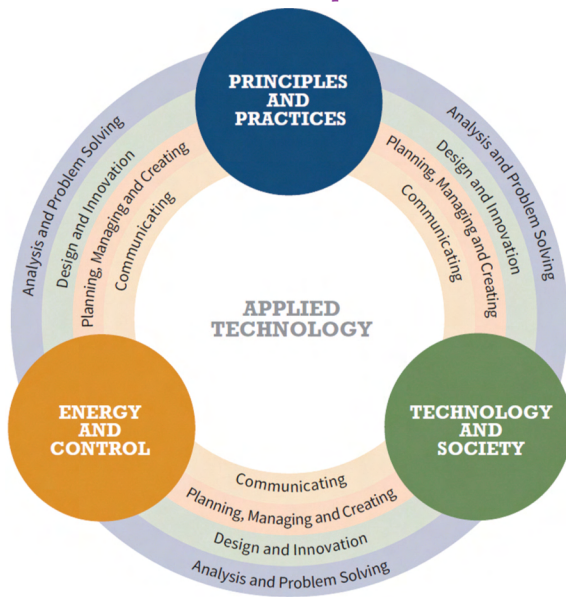 PRINCIPLES
AND
PRACTICES
Analysis and Problem Solving
Design and Innovation
Planning, Managing and Creating
Communicating
Analysis and Problem Solving
Design and Innovation
Planning, Managing and Creating
Communicating
APPLIED
TECHNOLOGY
ENERGY
AND
CONTROL
TECHNOLOGY
AND
SOCIETY
Communicating
Planning, Managing and Creating
Design and Innovation
Analysis and Problem Solving